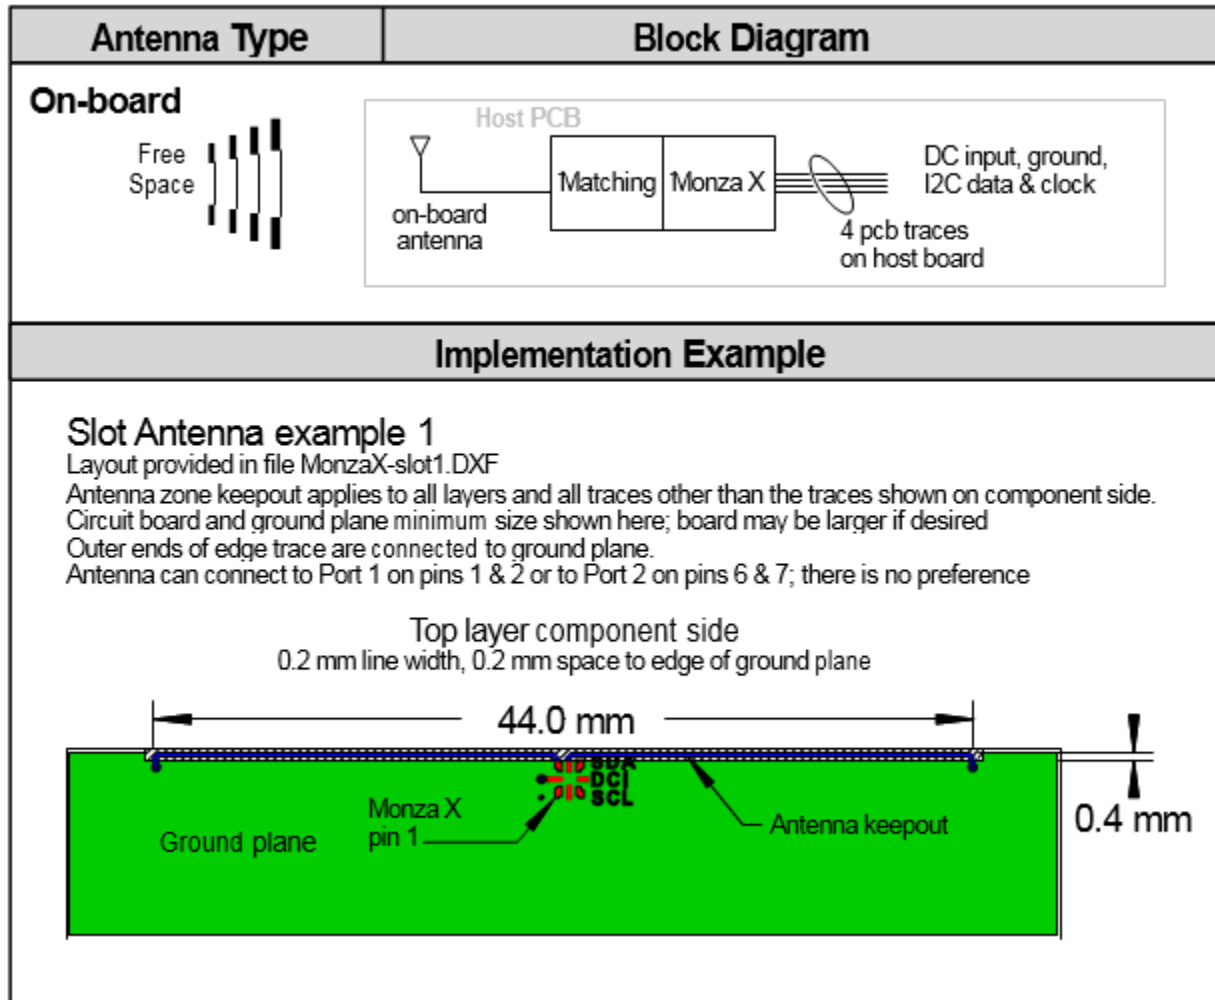 Antenna Type
Block Diagram
On-board
Free
Space
Host PCB
on-board
antenna
Matching
Monza X
DC input, ground,
I2C data & clock
4 pcb traces
on host board
Implementation Example
Slot Antenna example 1
Layout provided in file MonzaX-slot1.DXF
Antenna zone keepout applies to all layers and all traces other than the traces shown on component side.
Circuit board and ground plane minimum size shown here; board may be larger if desired
Outer ends of edge trace are connected to ground plane.
Antenna can connect to Port 1 on pins 1 & 2 or to Port 2 on pins 6 & 7; there is no preference
Top layer component side
0.2 mm line width, 0.2 mm space to edge of ground plane
44.0 mm
SDA
DCI
SCL
Monza X
pin 1
Antenna keepout
0.4 mm
Ground plane